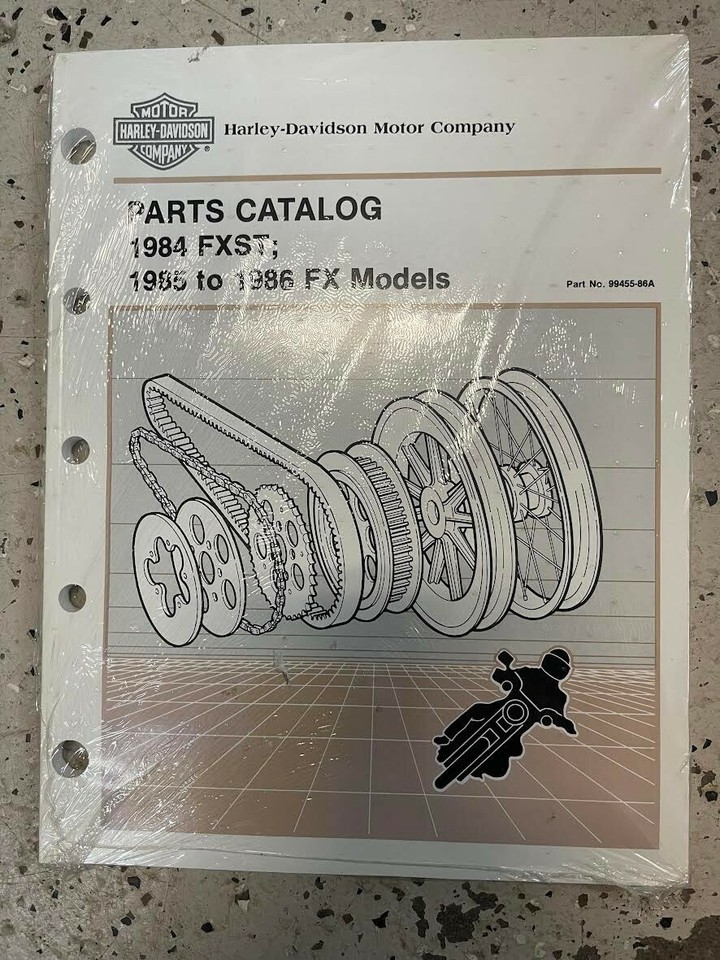 MOTOR
HARLEY-DAVIDSON
COMPANY
®
Harley-Davidson Motor Company
PARTS CATALOG
1984 FXST;
1985 to 1986 FX Models
Part No. 99455-86A